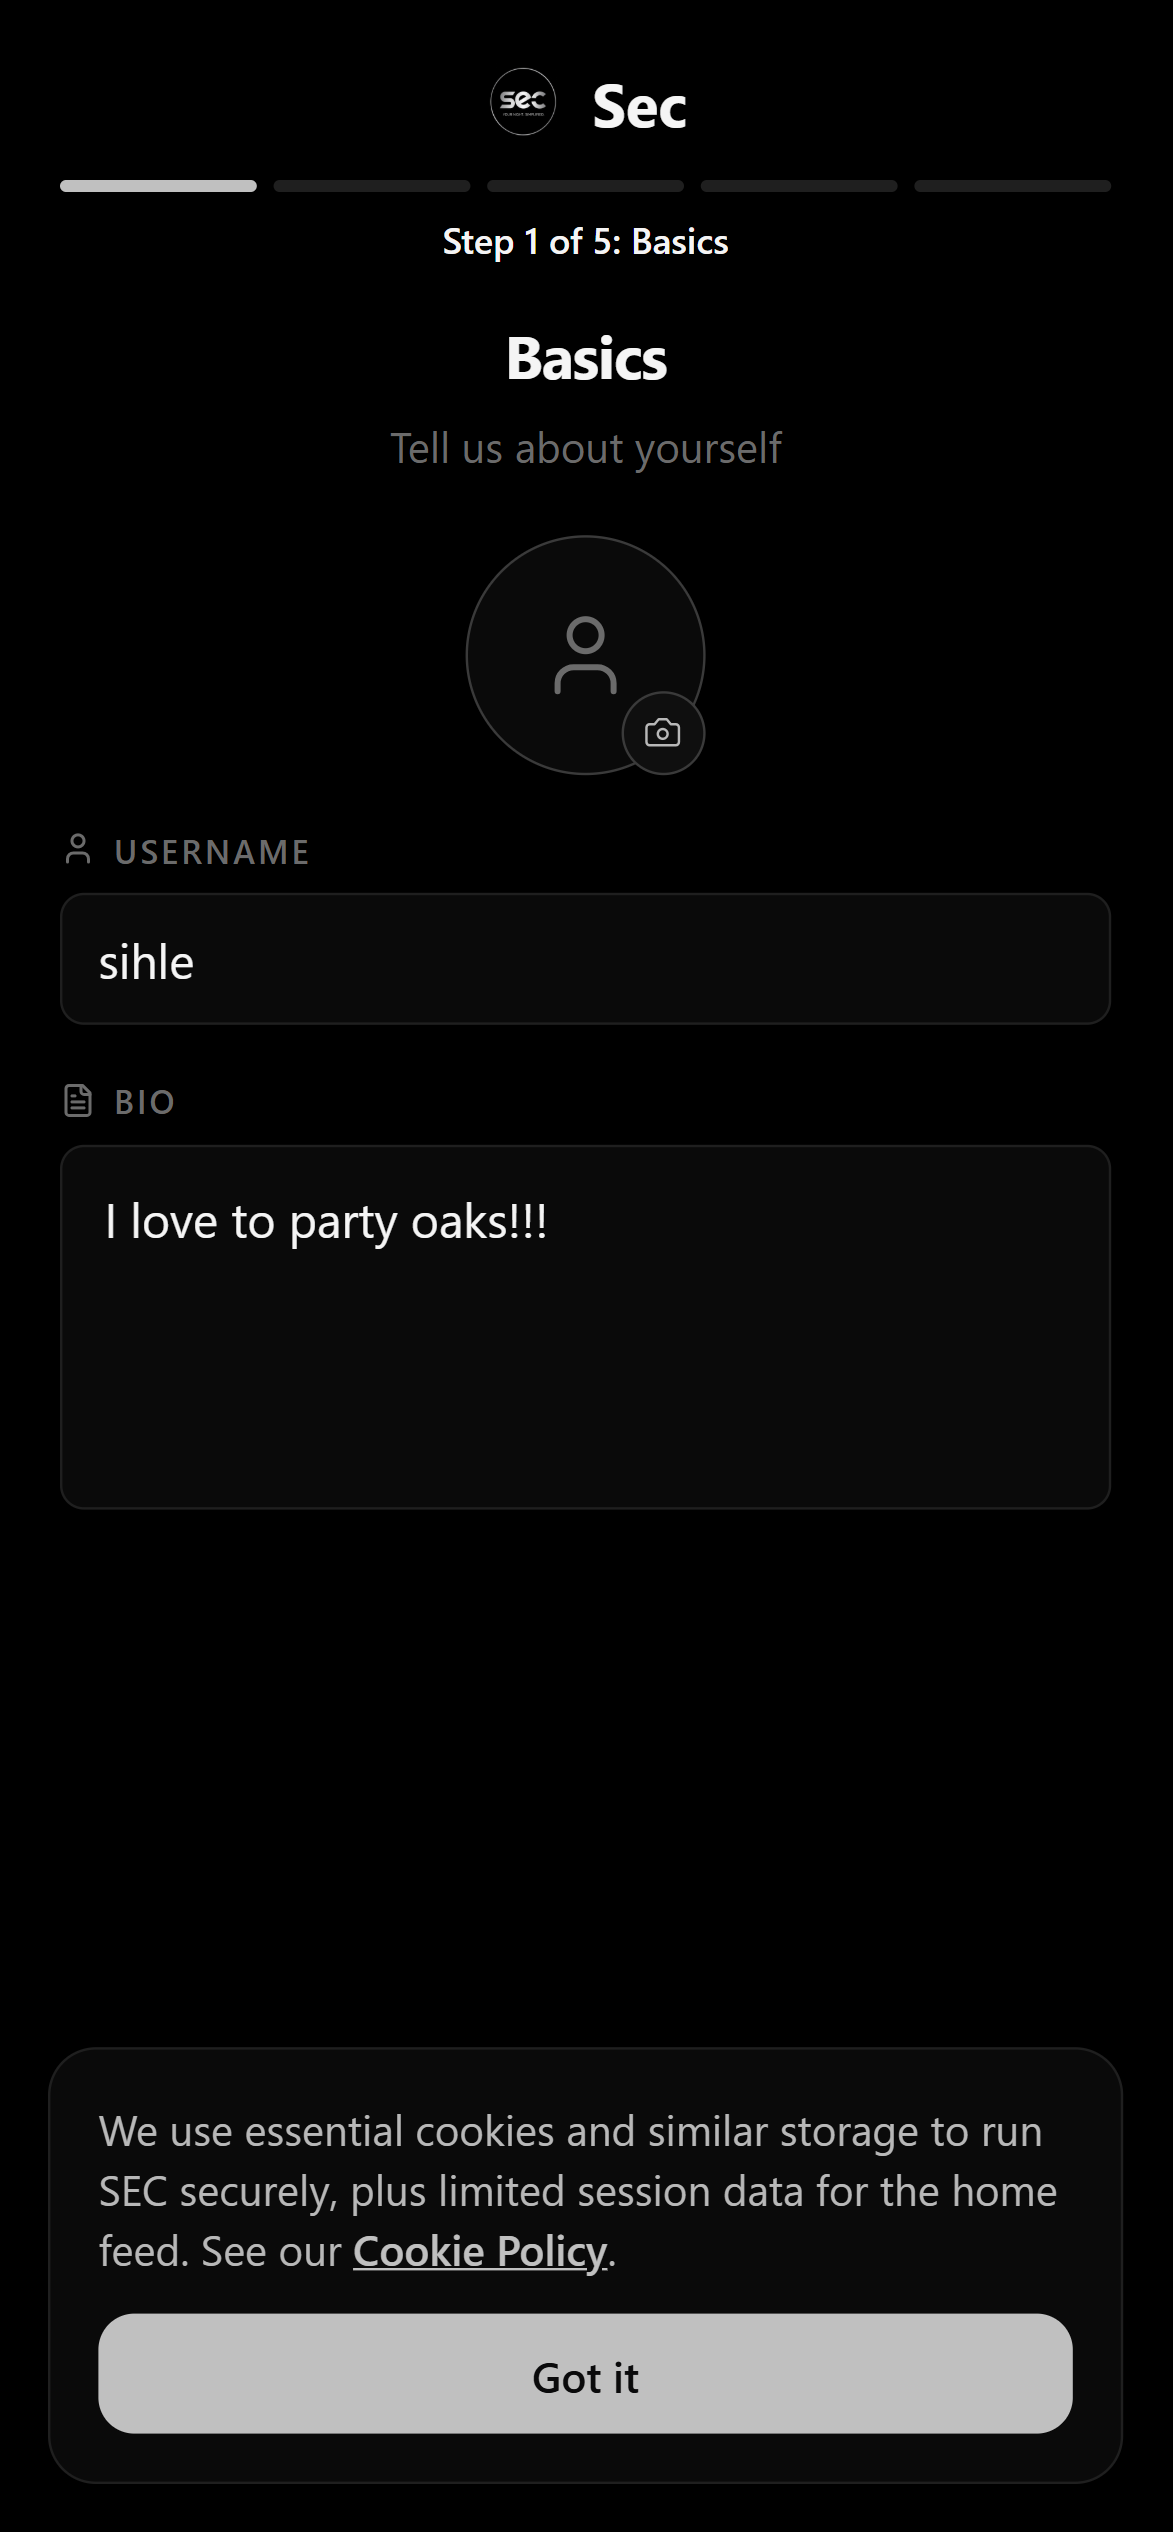 sec
Sec
Step 1 of 5: Basics
Basics
Tell us about yourself
USERNAME
sihle
BIO
I love to party oaks!!!
We use essential cookies and similar storage to run
SEC securely, plus limited session data for the home
feed. See our Cookie Policy.
Got it